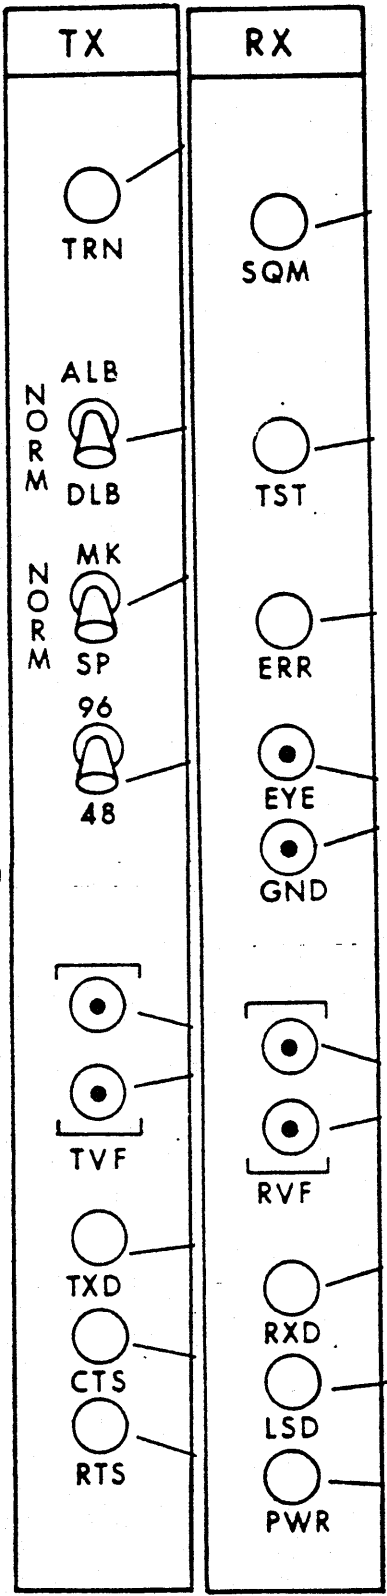 TX
TRN
ALB
NORM
DLB
MK
NORM
SP
96
48
TVF
TXD
CTS
RTS
RX
SQM
TST
ERR
EYE
GND
RVF
RXD
LSD
PWR